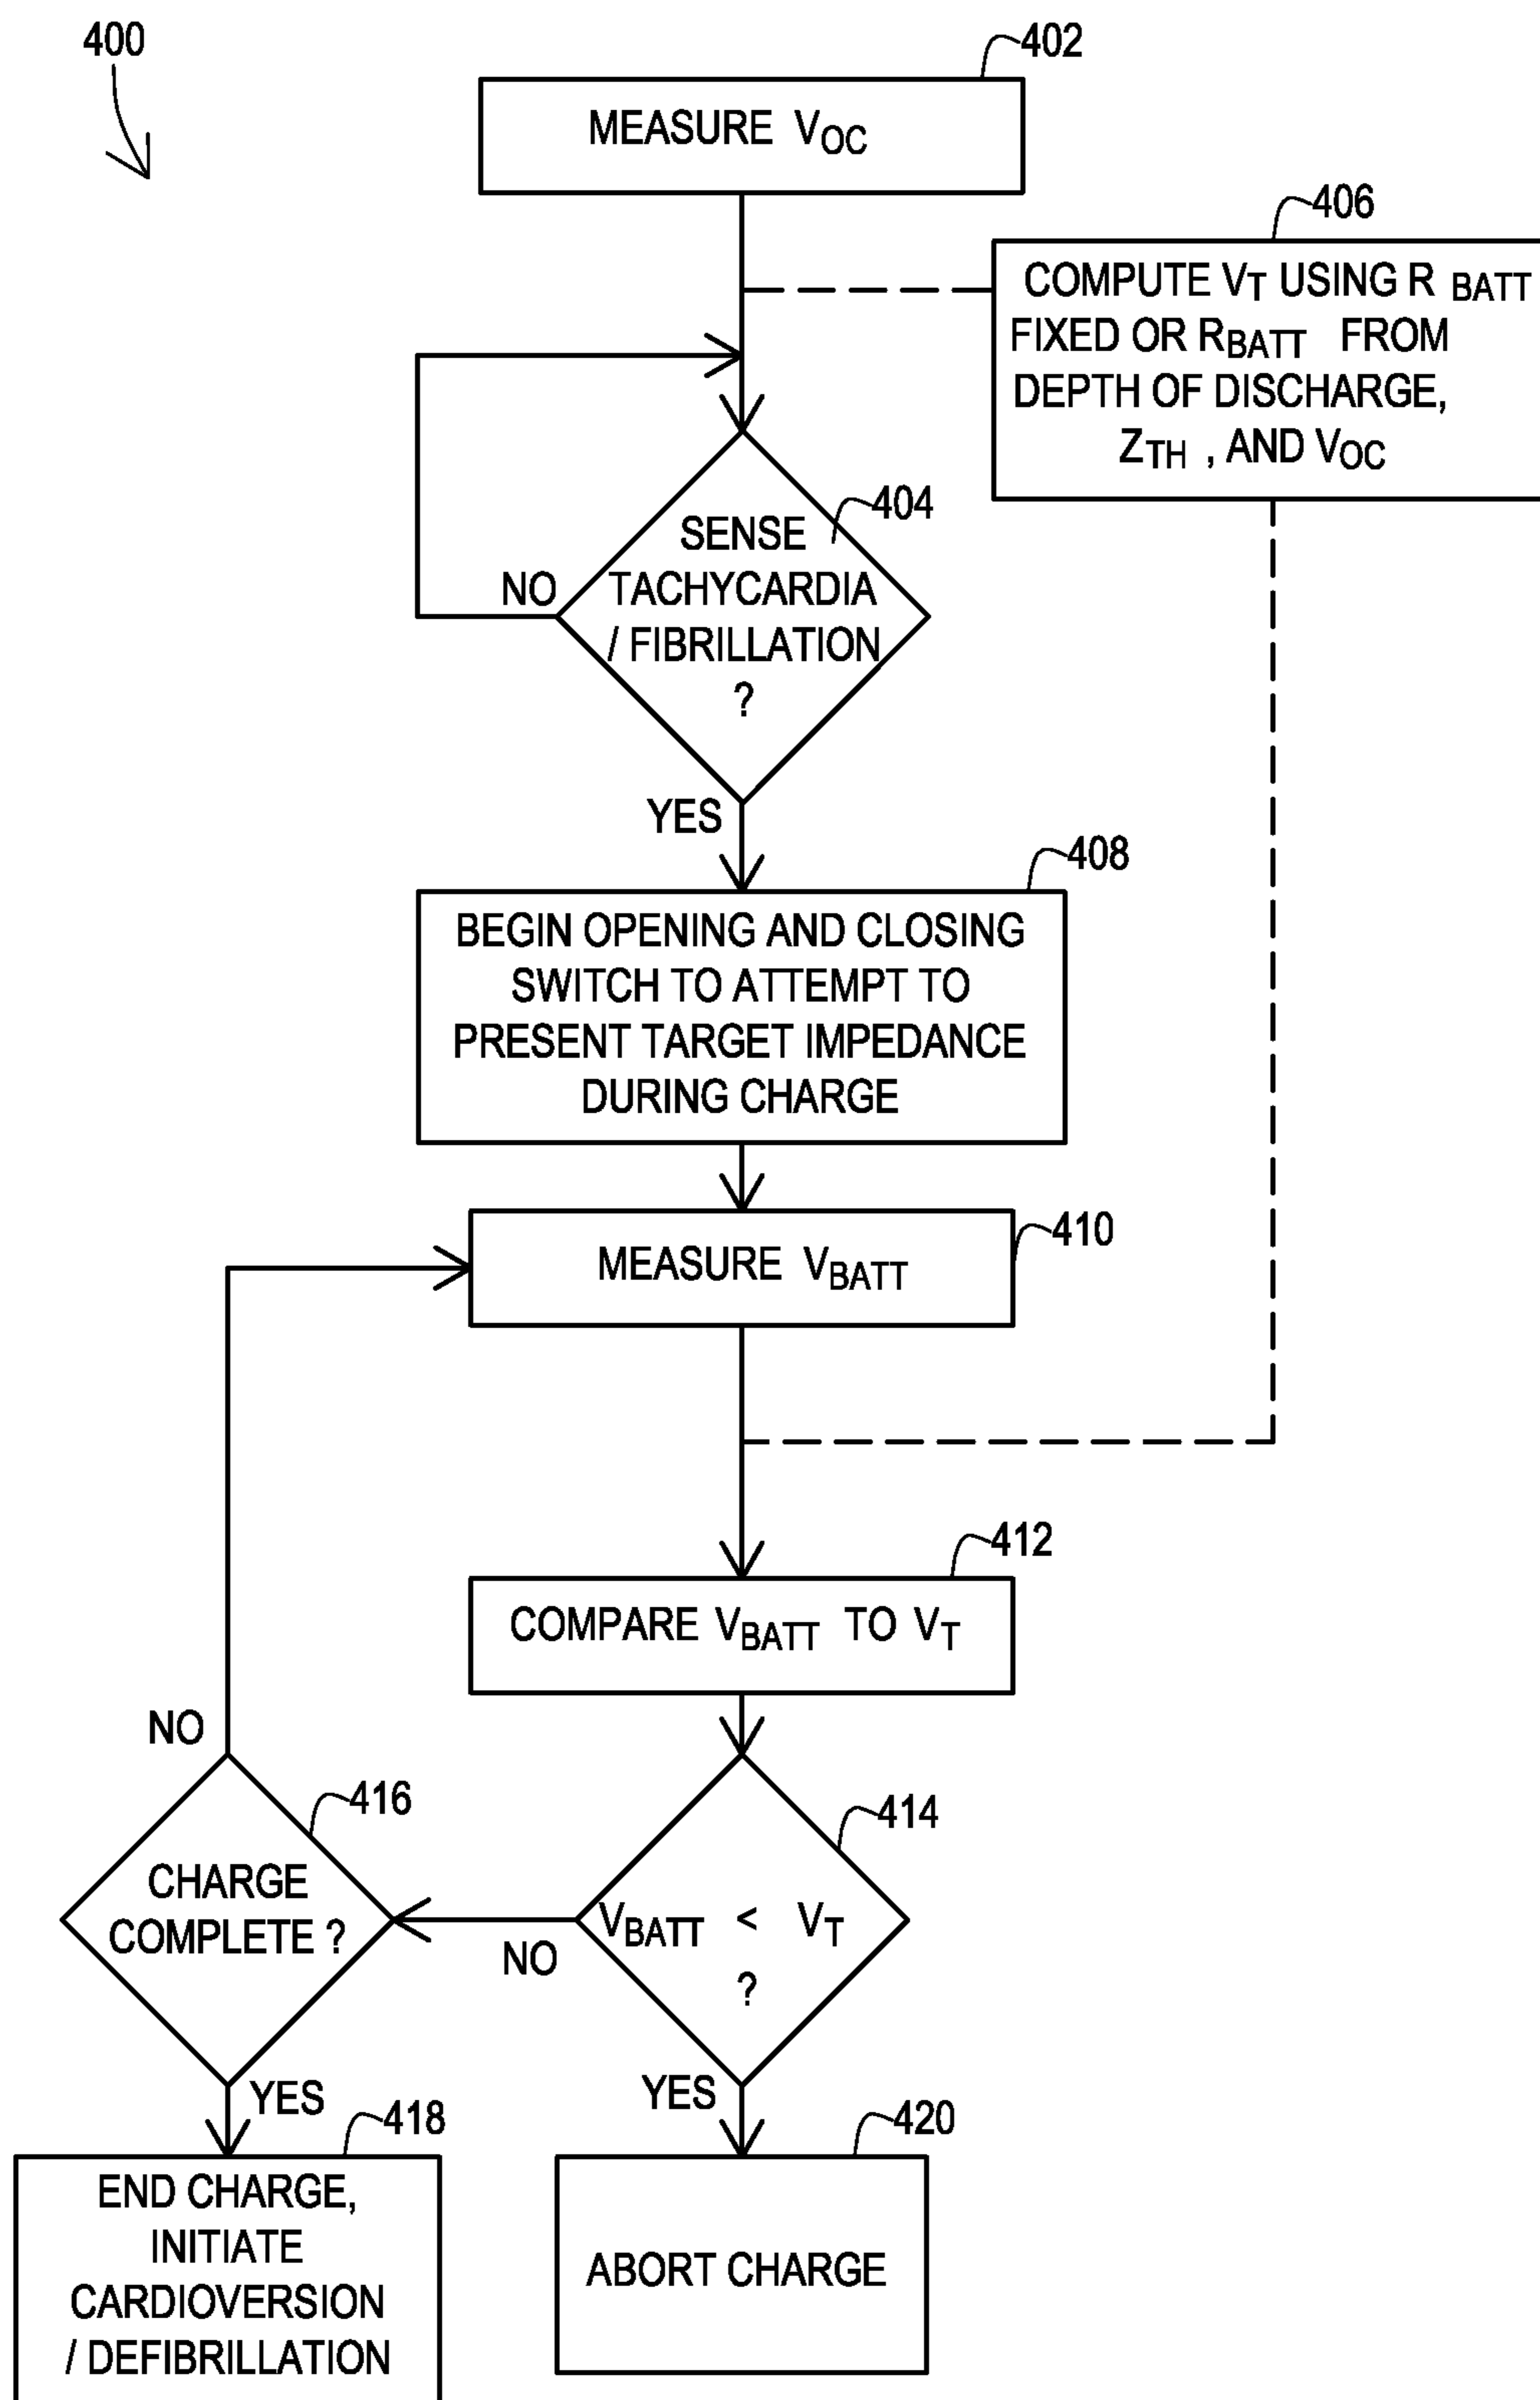 400
402
MEASURE VOC
406
COMPUTE VT USING R BATT
FIXED OR RBATT FROM
DEPTH OF DISCHARGE,
ZTH , AND VOC
404
SENSE
TACHYCARDIA
/ FIBRILLATION
?
NO
YES
408
BEGIN OPENING AND CLOSING
SWITCH TO ATTEMPT TO
PRESENT TARGET IMPEDANCE
DURING CHARGE
410
MEASURE VBATT
412
COMPARE VBATT TO VT
NO
416
CHARGE
COMPLETE ?
414
VBATT < VT
?
NO
YES
YES
418
END CHARGE,
INITIATE
CARDIOVERSION
/ DEFIBRILLATION
420
ABORT CHARGE